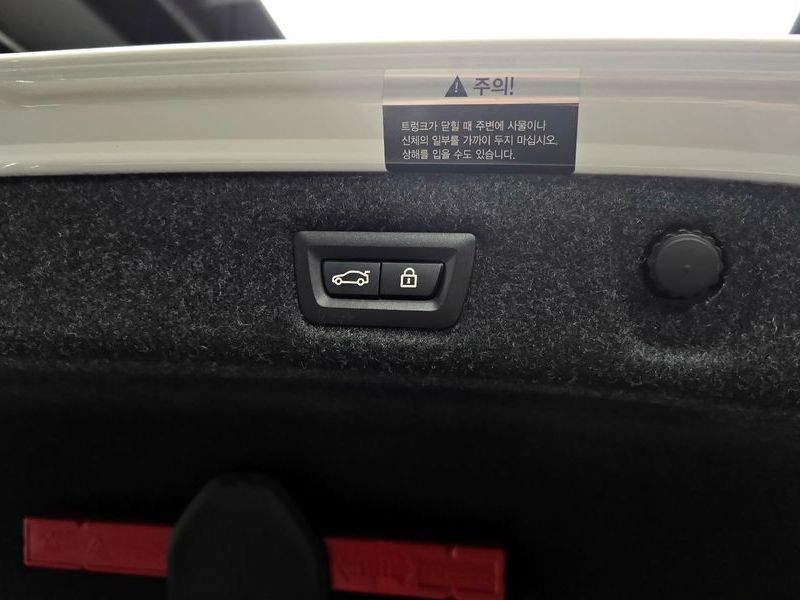 주의!
트렁크가 닫힐 때 주변에 사물이나
신체의 일부를 가까이 두지 마십시오.
상해를 입을 수도 있습니다.